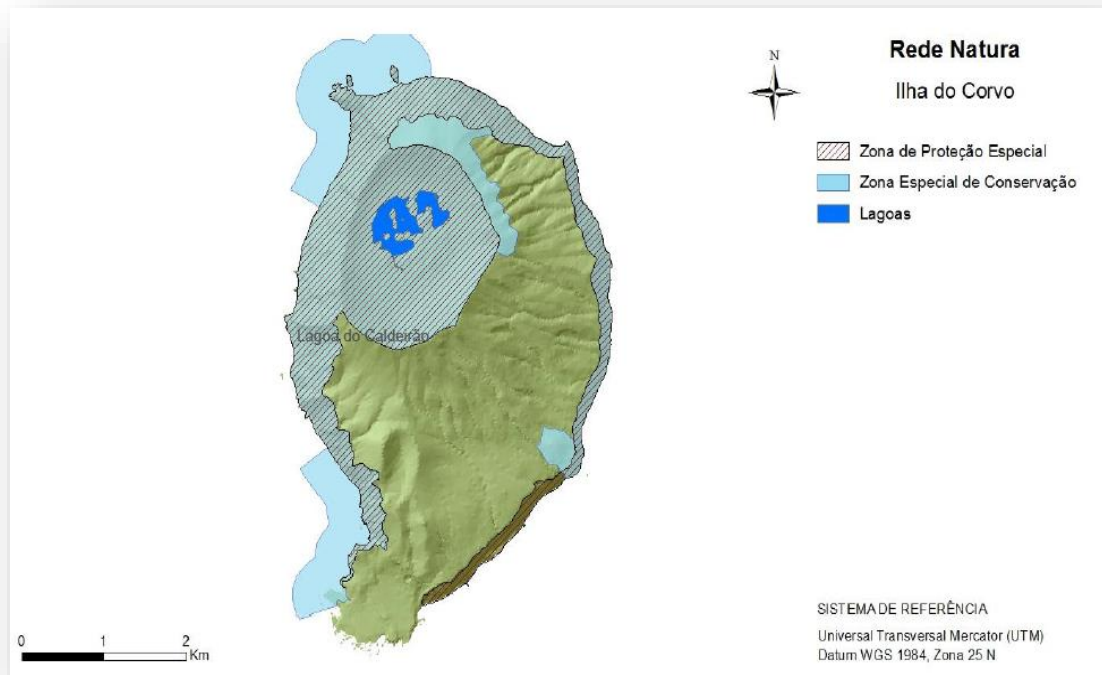 Rede Natura
Ilha do Corvo
N
Zona de Proteção Especial
Zona Especial de Conservação
Lagoas
Lagoa do Caldeirão
0 1 2
Km
SISTEMA DE REFERÊNCIA
Universal Transversal Mercator (UTM)
Datum WGS 1984, Zona 25 N